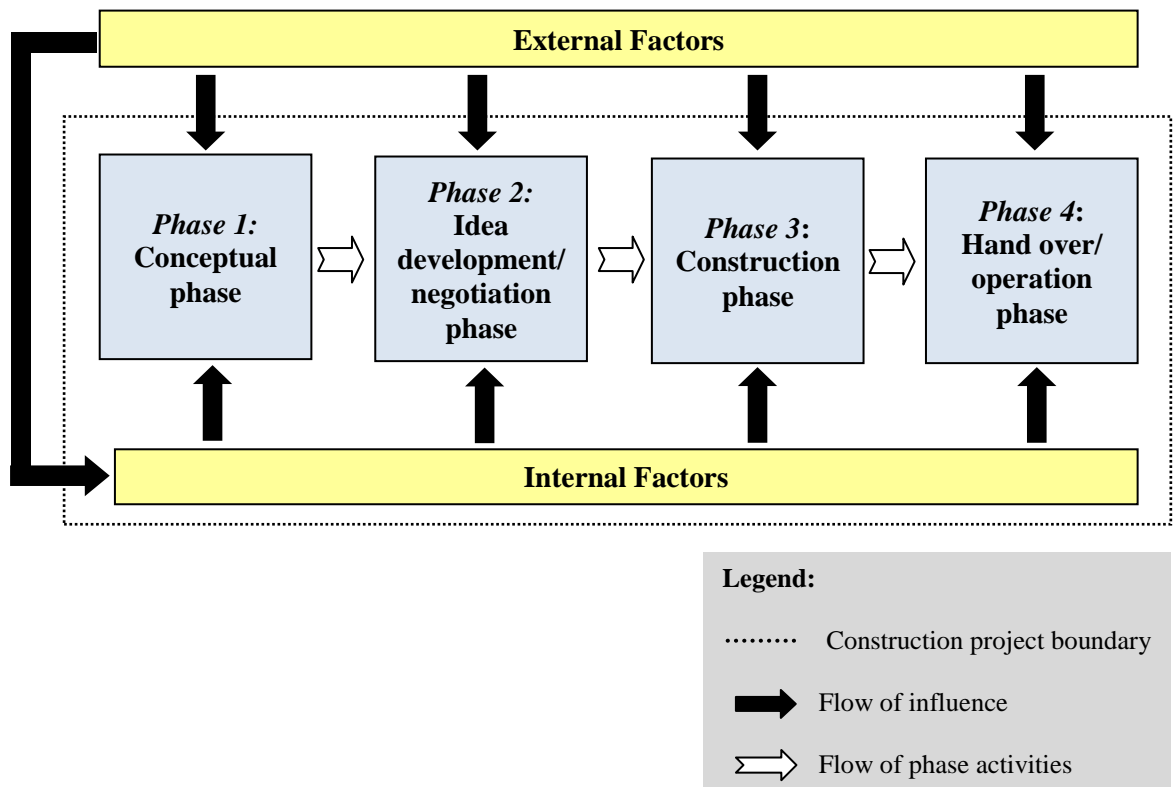 External Factors
Phase 1:
Conceptual
phase
Phase 2:
Idea
development/
negotiation
phase
Phase 3:
Construction
phase
Phase 4:
Hand over/
operation
phase
Internal Factors
Legend:
Construction project boundary
Flow of influence
Flow of phase activities